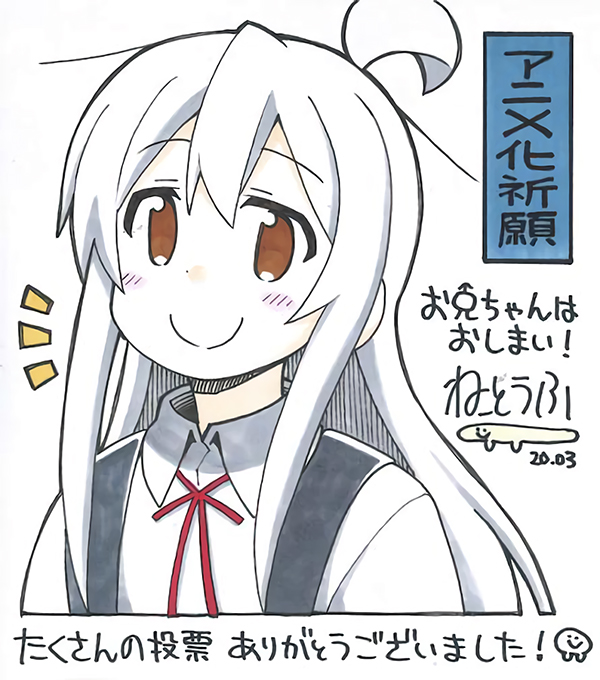 アニメ化祈願
お兄ちゃんは
おしまい!
ねことうふ
20.03
たくさんの投票 ありがとうございました!